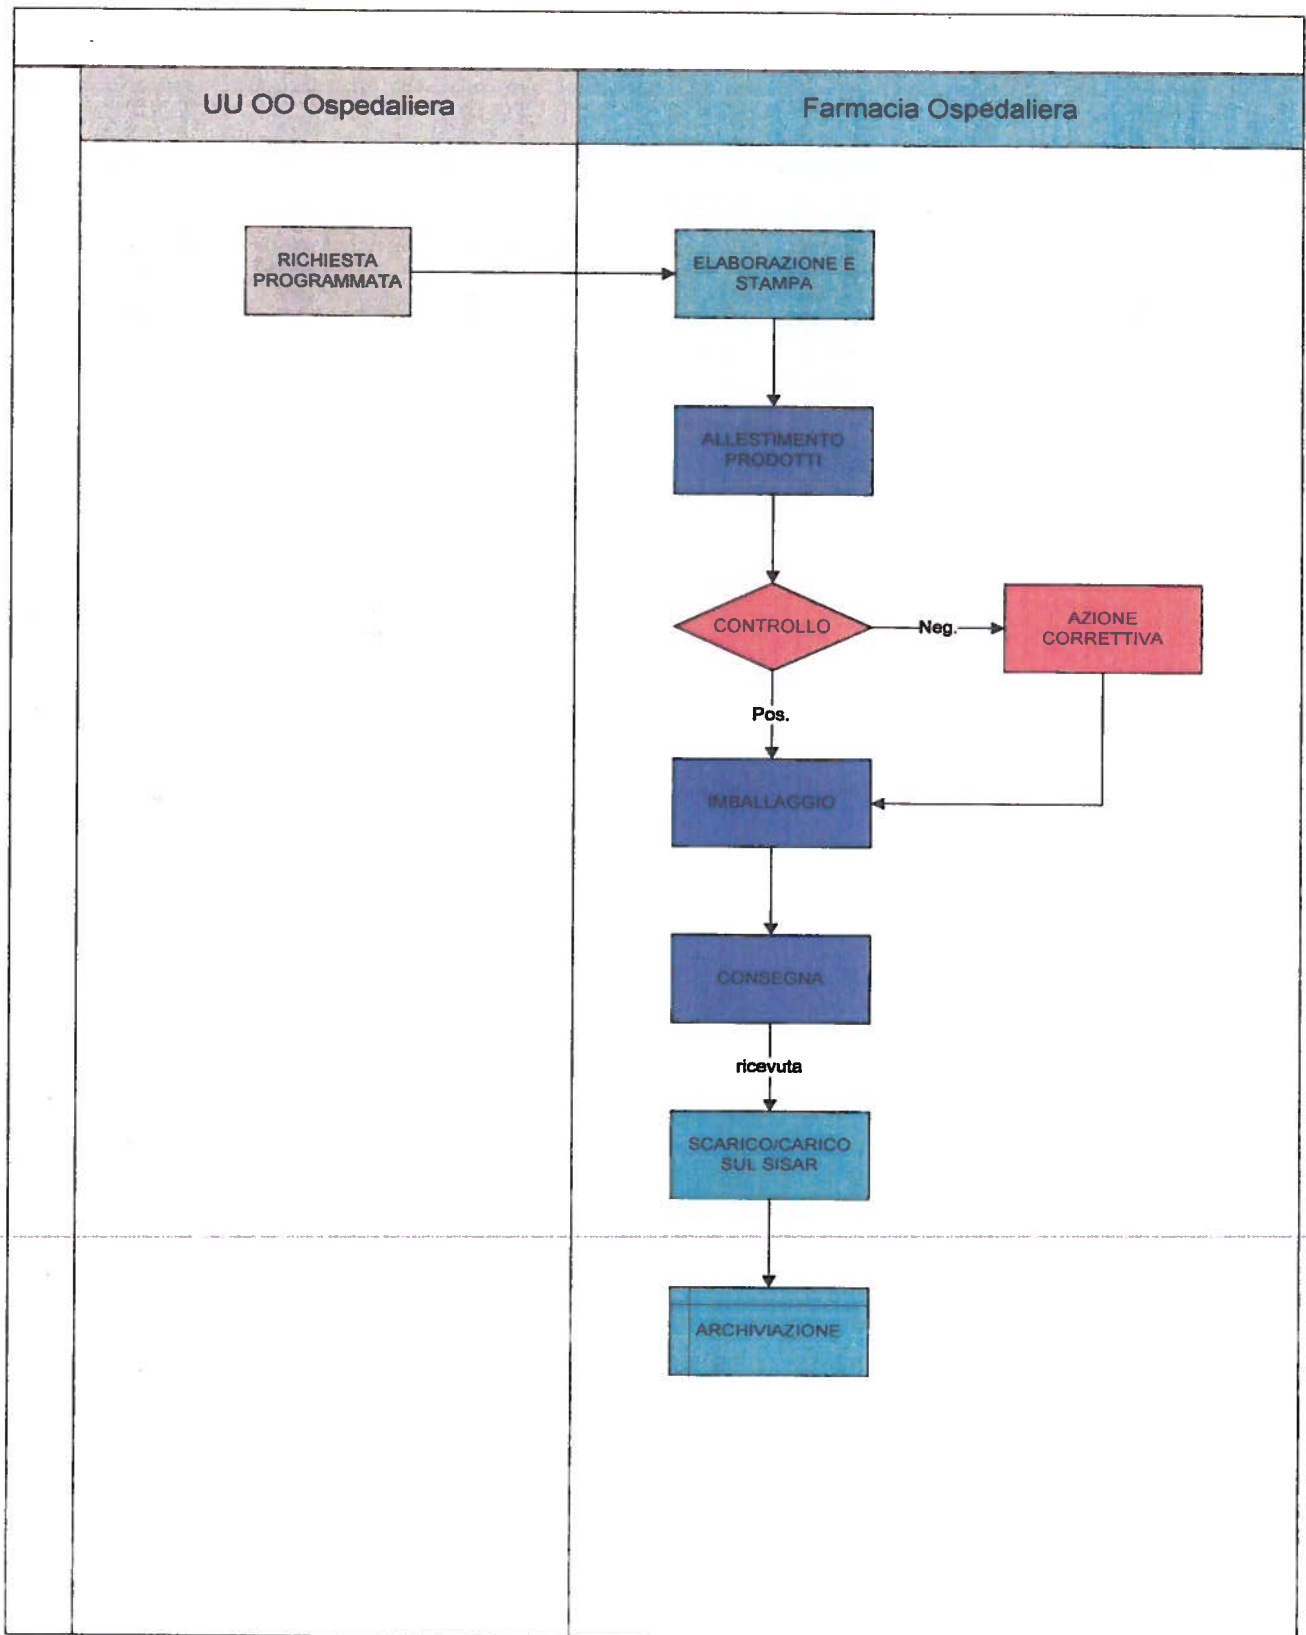 UU OO Ospedaliera
Farmacia Ospedaliera
RICHIESTA
PROGRAMMATA
ELABORAZIONE E
STAMPA
ALLESTIMENTO
PRODOTTI
CONTROLLO
Neg.
AZIONE
CORRETTIVA
Pos.
IMBALLAGGIO
CONSEGNA
ricevuta
SCARICO/CARICO
SUL SISAR
ARCHIVIAZIONE